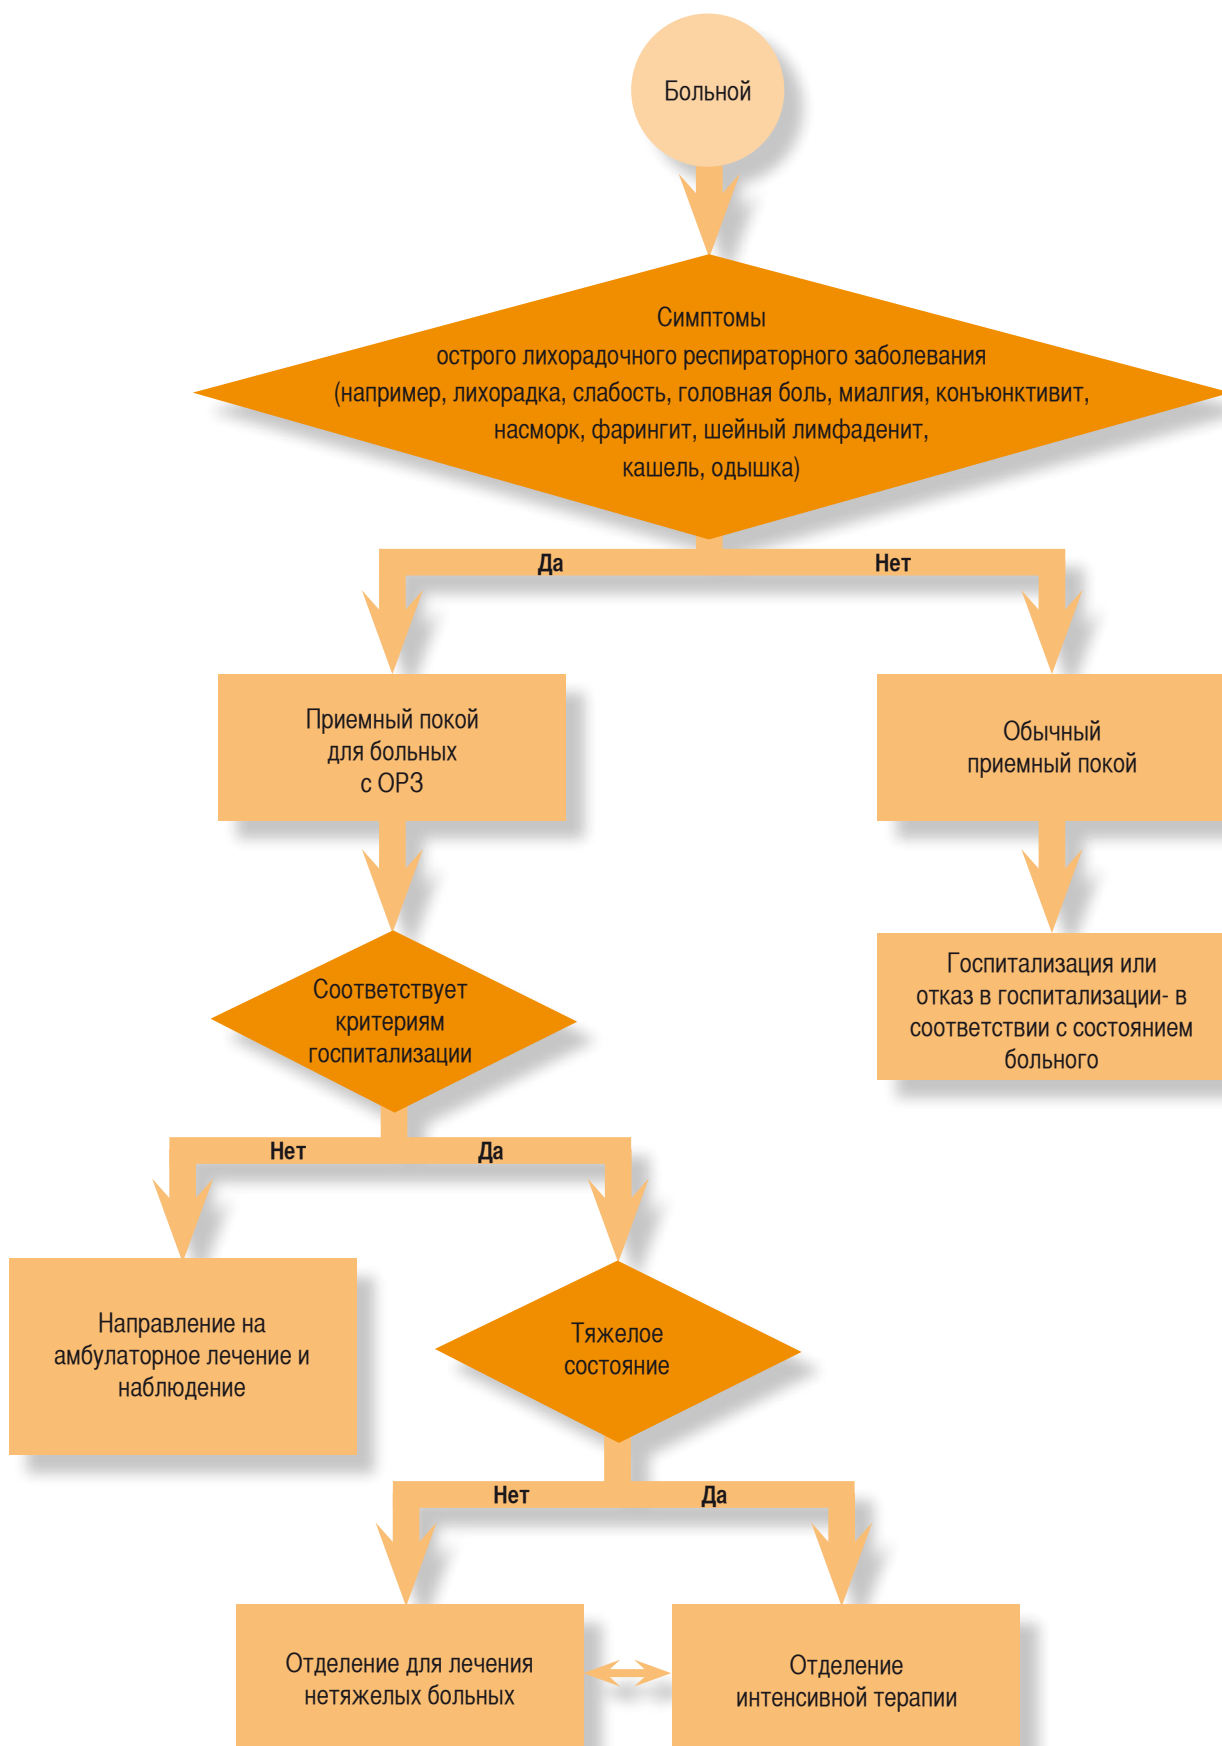 Больной
Симптомы
острого лихорадочного респираторного заболевания
(например, лихорадка, слабость, головная боль, миалгия, конъюнктивит,
насморк, фарингит, шейный лимфаденит,
кашель, одышка)
Да
Нет
Приемный покой
для больных
с ОРЗ
Обычный
приемный покой
Соответствует
критериям
госпитализации
Госпитализация или
отказ в госпитализации- в
соответствии с состоянием
больного
Нет
Да
Направление на
амбулаторное лечение и
наблюдение
Тяжелое
состояние
Нет
Да
Отделение для лечения
нетяжелых больных
Отделение
интенсивной терапии